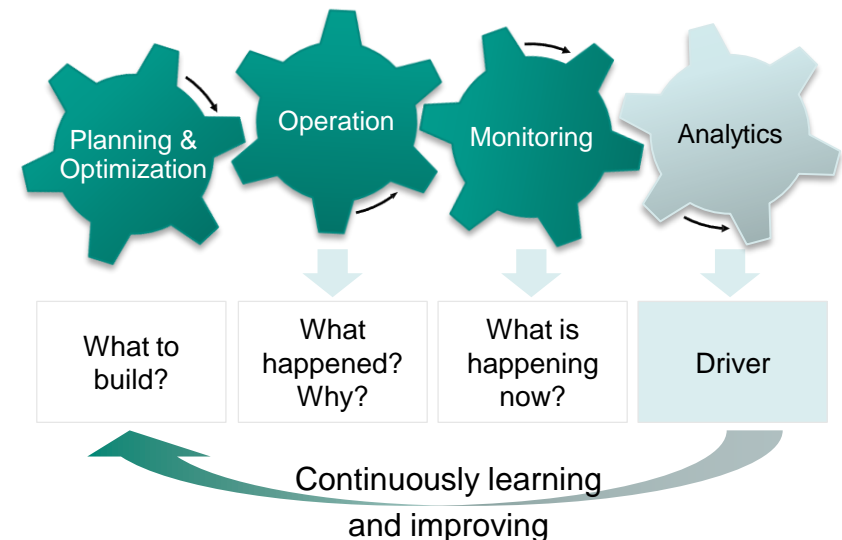 Planning &
Optimization
Operation
Monitoring
Analytics
What to
build?
What
happened?
Why?
What is
happening
now?
Driver
Continuously learning
and improving